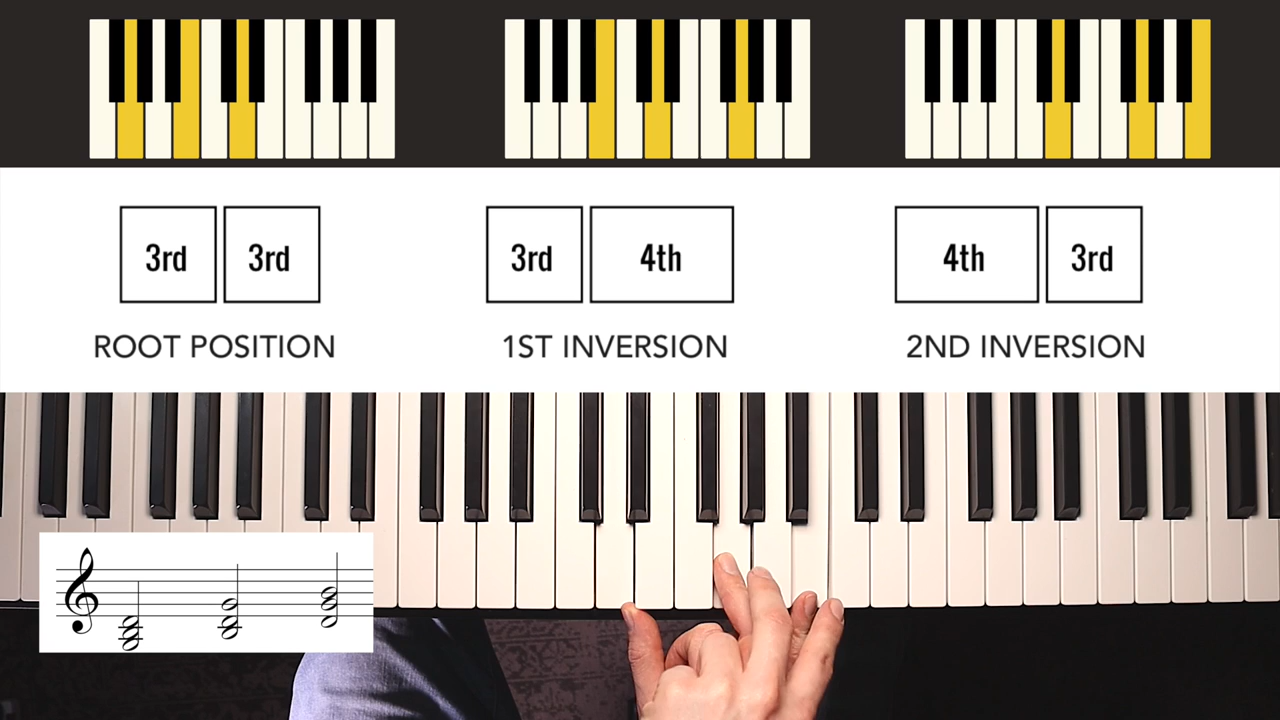 3rd 3rd 3rd 4th 4th 3rd
ROOT POSITION 1ST INVERSION 2ND INVERSION